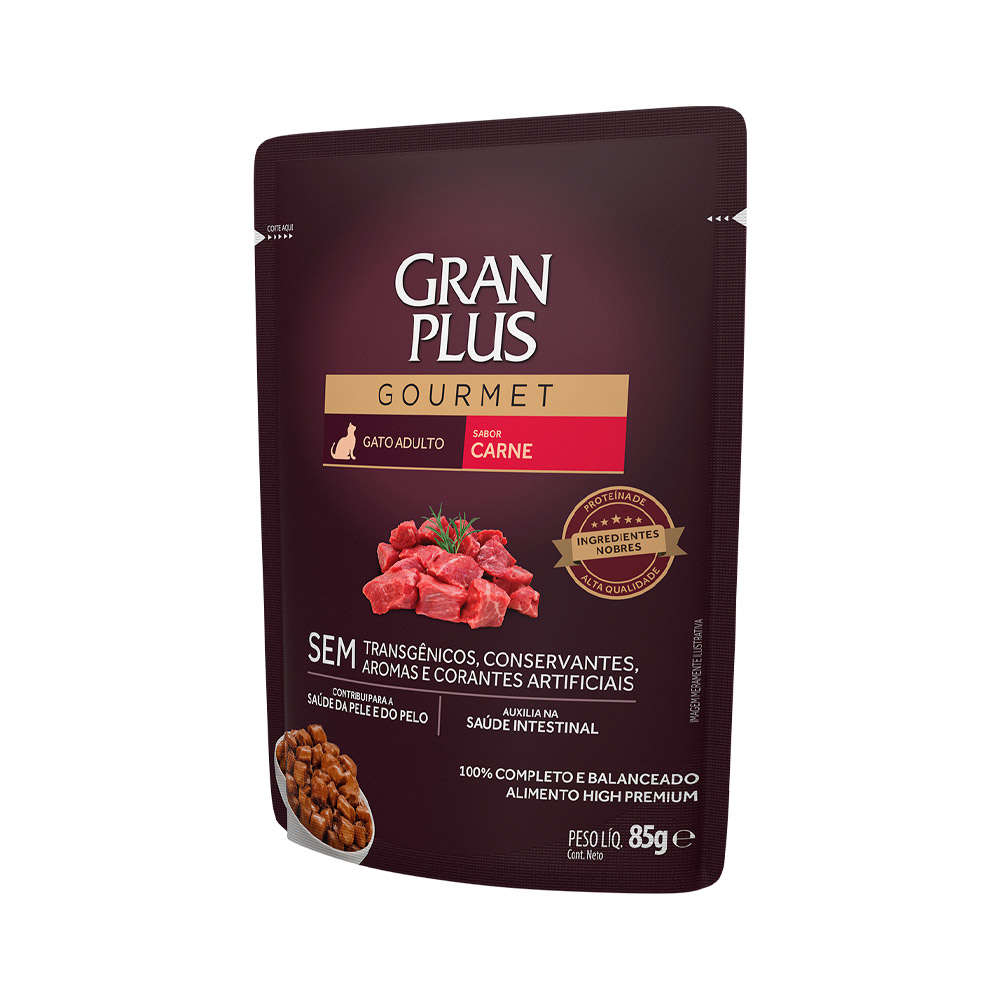 CORTE AQUI
GRAN
PLUS
GOURMET
GATO ADULTO
SABOR
CARNE
PROTEÍNA DE
INGREDIENTES
NOBRES
ALTA QUALIDADE
SEM TRANSGÊNICOS, CONSERVANTES,
AROMAS E CORANTES ARTIFICIAIS
CONTRIBUI PARA A
SAÚDE DA PELE E DO PELO
AUXILIA NA
SAÚDE INTESTINAL
IMAGEM MERAMENTE ILUSTRATIVA
100% COMPLETO E BALANCEADO
ALIMENTO HIGH PREMIUM
PESO LÍQ. 85g ℮
Cont. Neto